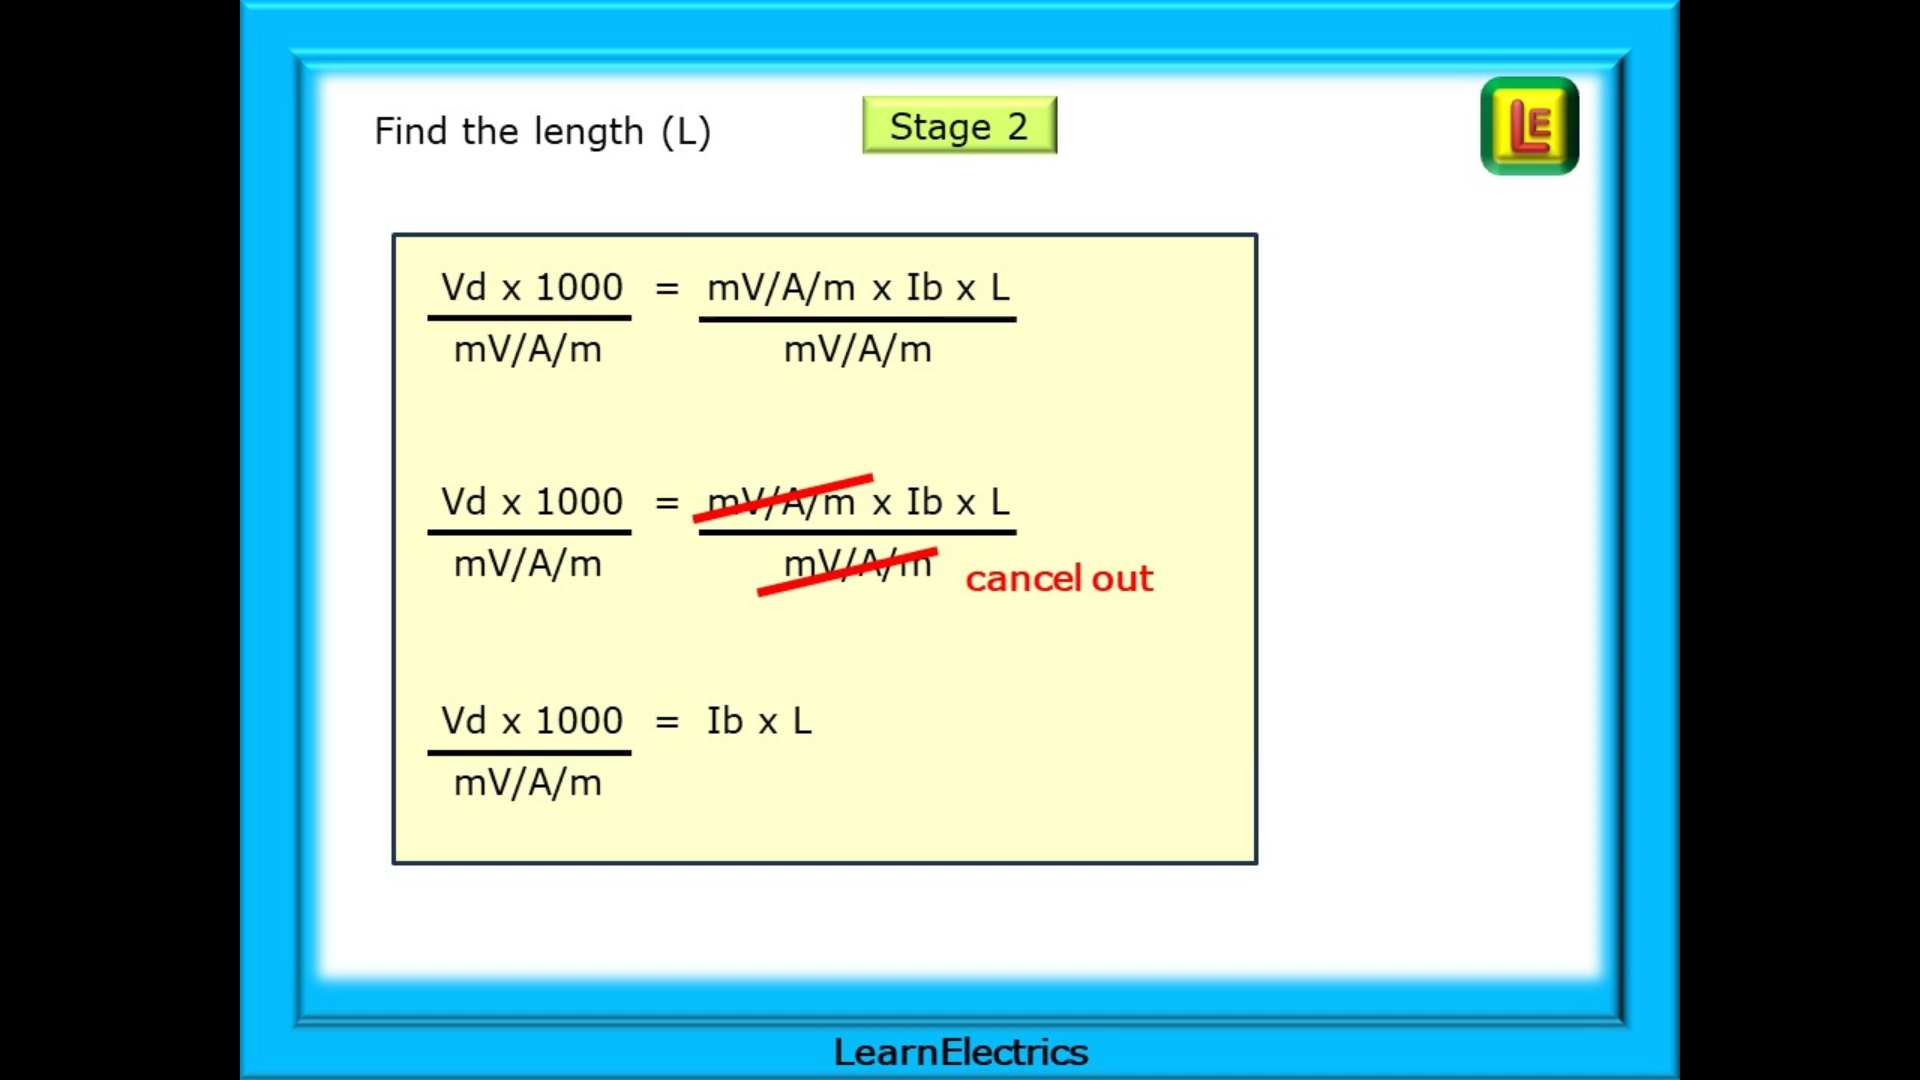 Find the length (L)
Stage 2
LE
Vd x 1000 = mV/A/m x Ib x L
mV/A/m mV/A/m
Vd x 1000 = mV/A/m x Ib x L
mV/A/m mV/A/m cancel out
Vd x 1000 = Ib x L
mV/A/m
LearnElectrics